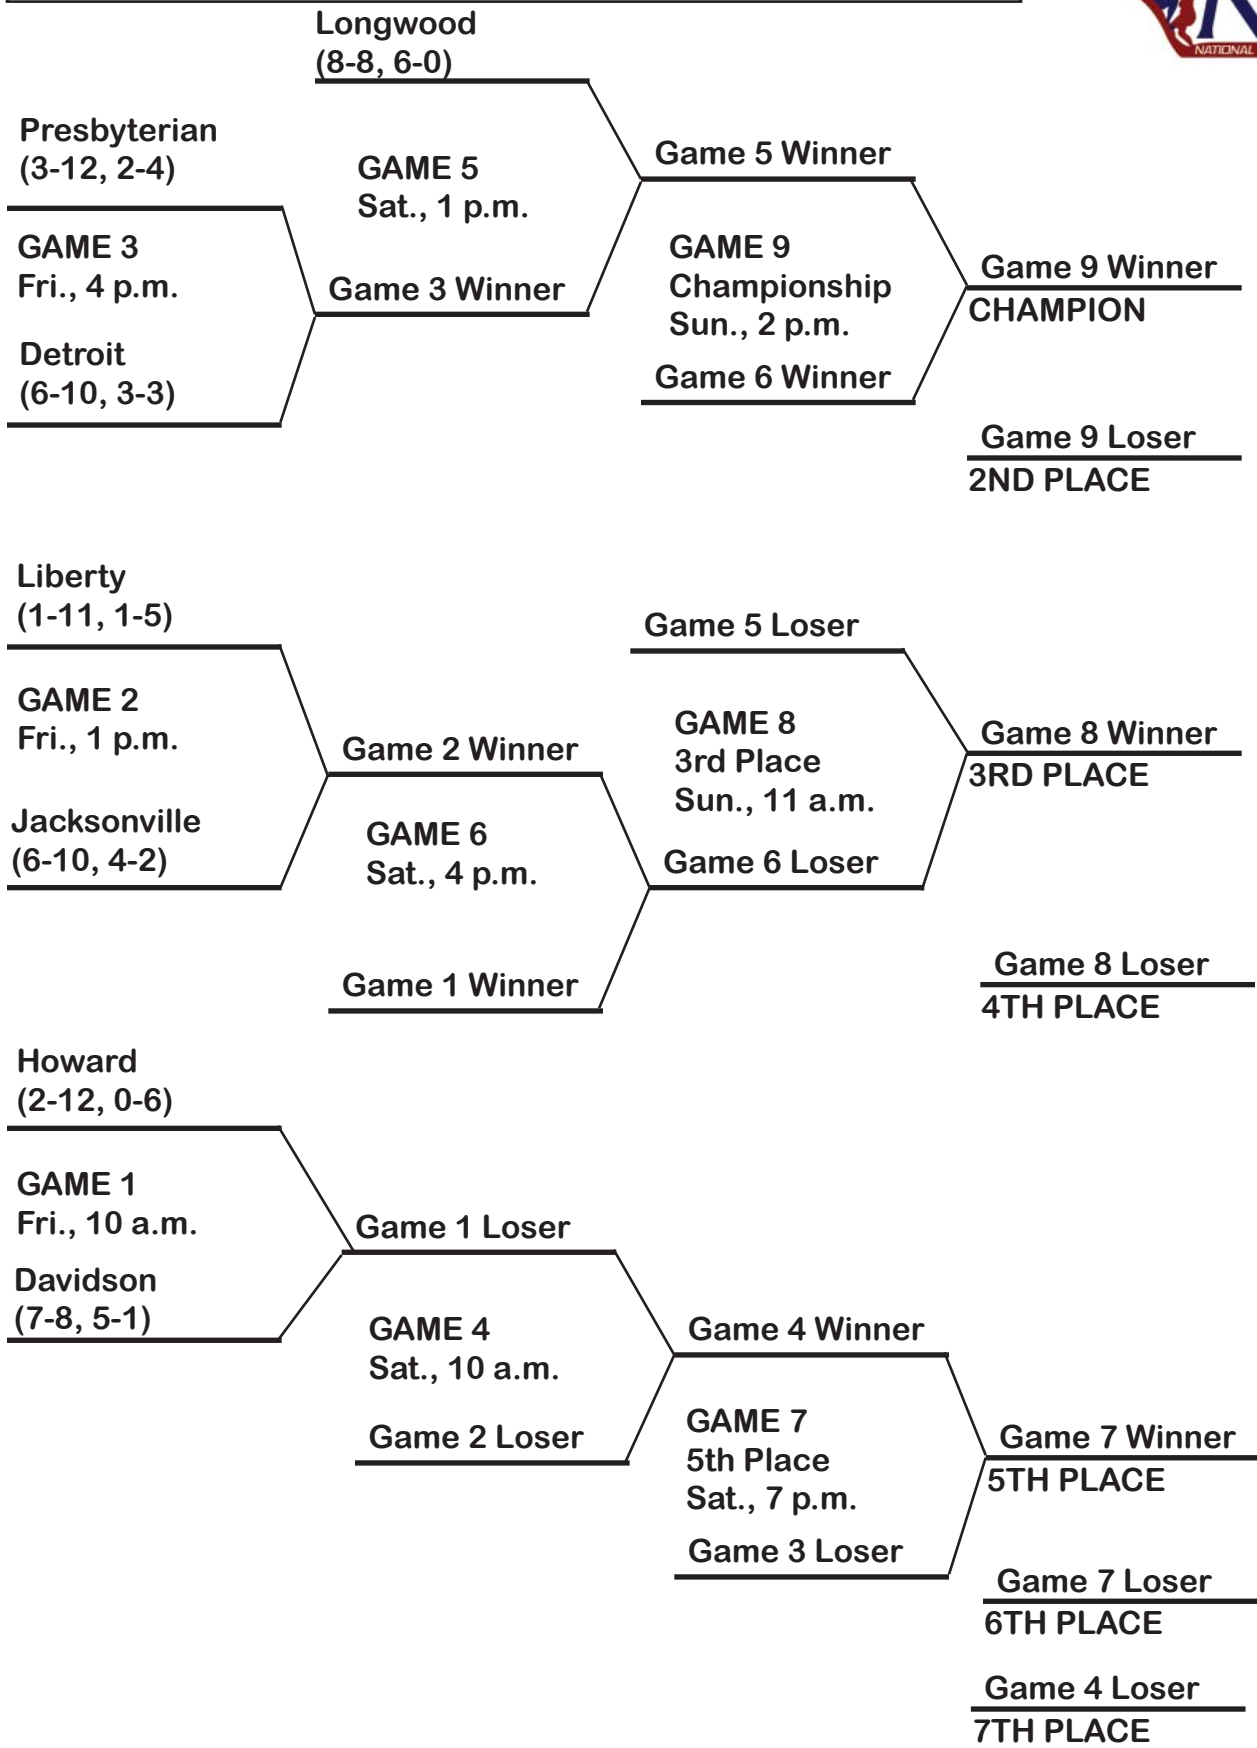 NATIONAL
Longwood
(8-8, 6-0)
Presbyterian
(3-12, 2-4)
GAME 5
Sat., 1 p.m.
Game 5 Winner
GAME 3
Fri., 4 p.m.
Game 3 Winner
GAME 9
Championship
Sun., 2 p.m.
Game 9 Winner
CHAMPION
Detroit
(6-10, 3-3)
Game 6 Winner
Game 9 Loser
2ND PLACE
Liberty
(1-11, 1-5)
Game 5 Loser
GAME 2
Fri., 1 p.m.
Game 2 Winner
GAME 8
3rd Place
Sun., 11 a.m.
Game 8 Winner
3RD PLACE
Jacksonville
(6-10, 4-2)
GAME 6
Sat., 4 p.m.
Game 6 Loser
Game 1 Winner
Game 8 Loser
4TH PLACE
Howard
(2-12, 0-6)
GAME 1
Fri., 10 a.m.
Game 1 Loser
Davidson
(7-8, 5-1)
GAME 4
Sat., 10 a.m.
Game 4 Winner
Game 2 Loser
GAME 7
5th Place
Sat., 7 p.m.
Game 7 Winner
5TH PLACE
Game 3 Loser
Game 7 Loser
6TH PLACE
Game 4 Loser
7TH PLACE